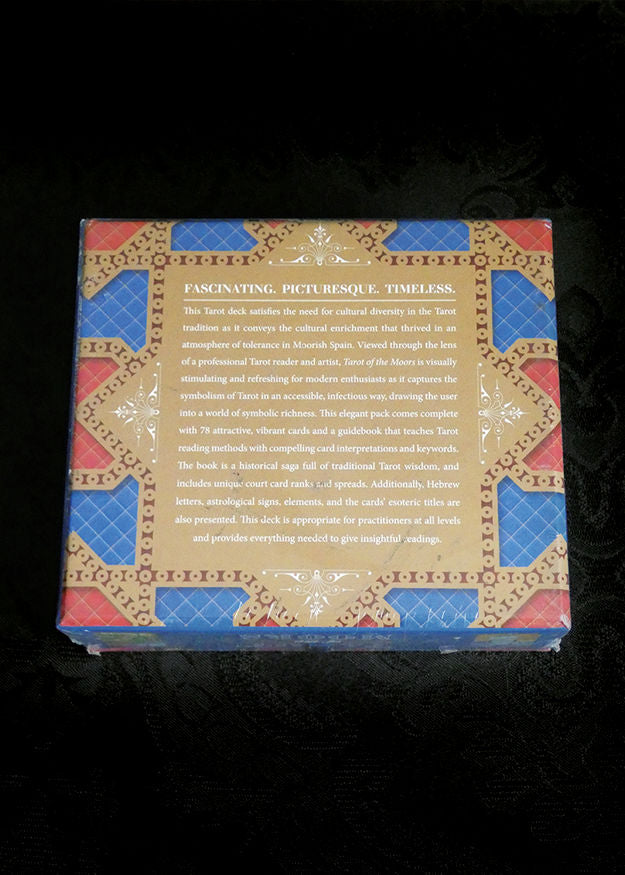 FASCINATING. PICTURESQUE. TIMELESS.
This Tarot deck satisfies the need for cultural diversity in the Tarot
tradition as it conveys the cultural enrichment that thrived in an
atmosphere of tolerance in Moorish Spain. Viewed through the lens
of a professional Tarot reader and artist, Tarot of the Moors is visually
stimulating and refreshing for modern enthusiasts as it captures the
symbolism of Tarot in an accessible, infectious way, drawing the user
into a world of symbolic richness. This elegant pack comes complete
with 78 attractive, vibrant cards and a guidebook that teaches Tarot
reading methods with compelling card interpretations and keywords.
The book is a historical saga full of traditional Tarot wisdom, and
includes unique court card ranks and spreads. Additionally, Hebrew
letters, astrological signs, elements, and the cards' esoteric titles are
also presented. This deck is appropriate for practitioners at all levels
and provides everything needed to give insightful readings.